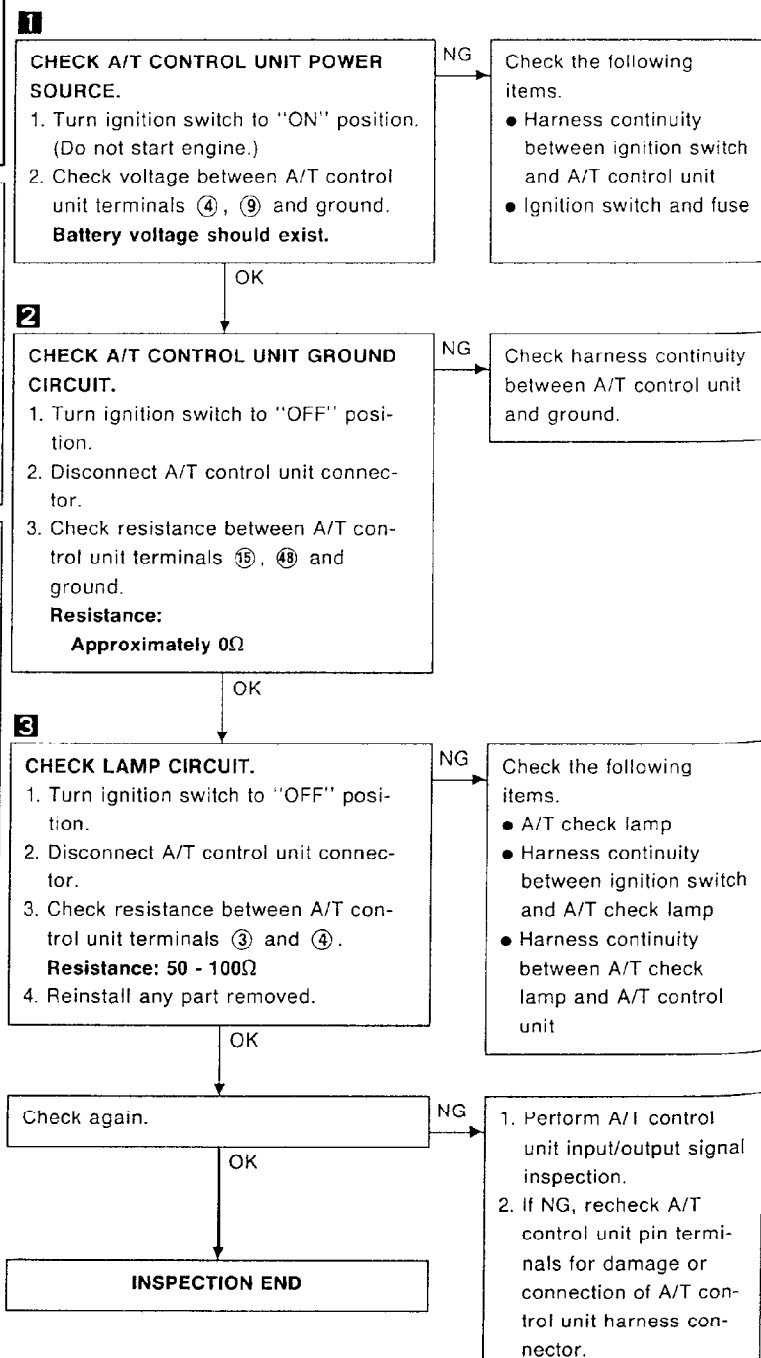 1
CHECK A/T CONTROL UNIT POWER
SOURCE.
1. Turn ignition switch to "ON" position.
(Do not start engine.)
2. Check voltage between A/T control
unit terminals ④, ⑨ and ground.
Battery voltage should exist.
NG
Check the following
items.
● Harness continuity
between ignition switch
and A/T control unit
● Ignition switch and fuse
OK
2
CHECK A/T CONTROL UNIT GROUND
CIRCUIT.
1. Turn ignition switch to "OFF" posi-
tion.
2. Disconnect A/T control unit connec-
tor.
3. Check resistance between A/T con-
trol unit terminals ⑮, ㊽ and
ground.
Resistance:
Approximately 0Ω
NG
Check harness continuity
between A/T control unit
and ground.
OK
3
CHECK LAMP CIRCUIT.
1. Turn ignition switch to "OFF" posi-
tion.
2. Disconnect A/T control unit connec-
tor.
3. Check resistance between A/T con-
trol unit terminals ③ and ④.
Resistance: 50 - 100Ω
4. Reinstall any part removed.
NG
Check the following
items.
● A/T check lamp
● Harness continuity
between ignition switch
and A/T check lamp
● Harness continuity
between A/T check
lamp and A/T control
unit
OK
Check again.
NG
1. Perform A/T control
unit input/output signal
inspection.
2. If NG, recheck A/T
control unit pin termi-
nals for damage or
connection of A/T con-
trol unit harness con-
nector.
OK
INSPECTION END